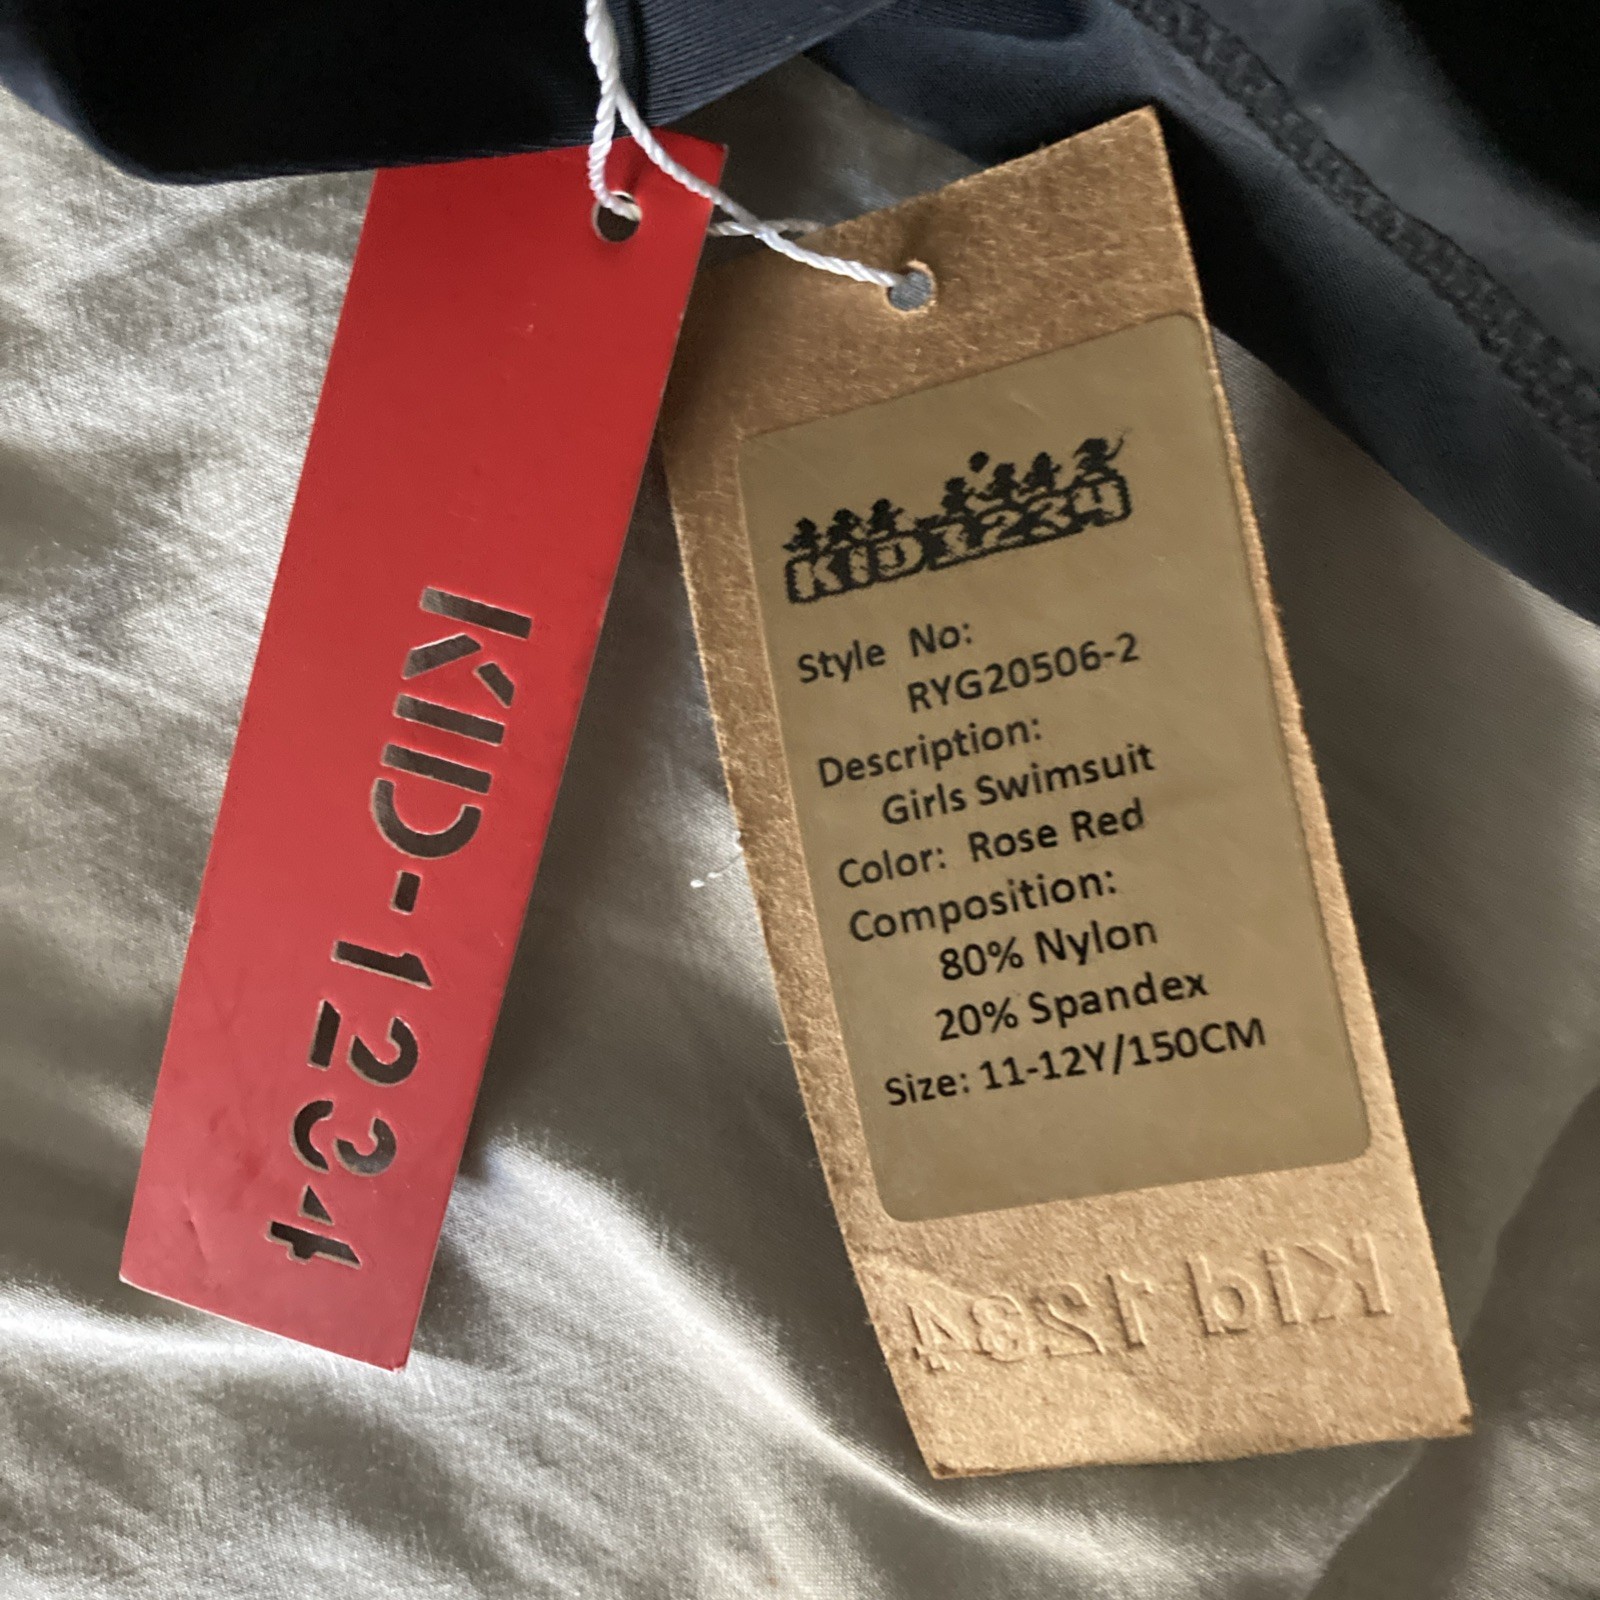 KID-1234
KID1234
Style No:
RYG20506-2
Description:
Girls Swimsuit
Color: Rose Red
Composition:
80% Nylon
20% Spandex
Size: 11-12Y/150CM
Kid 1234